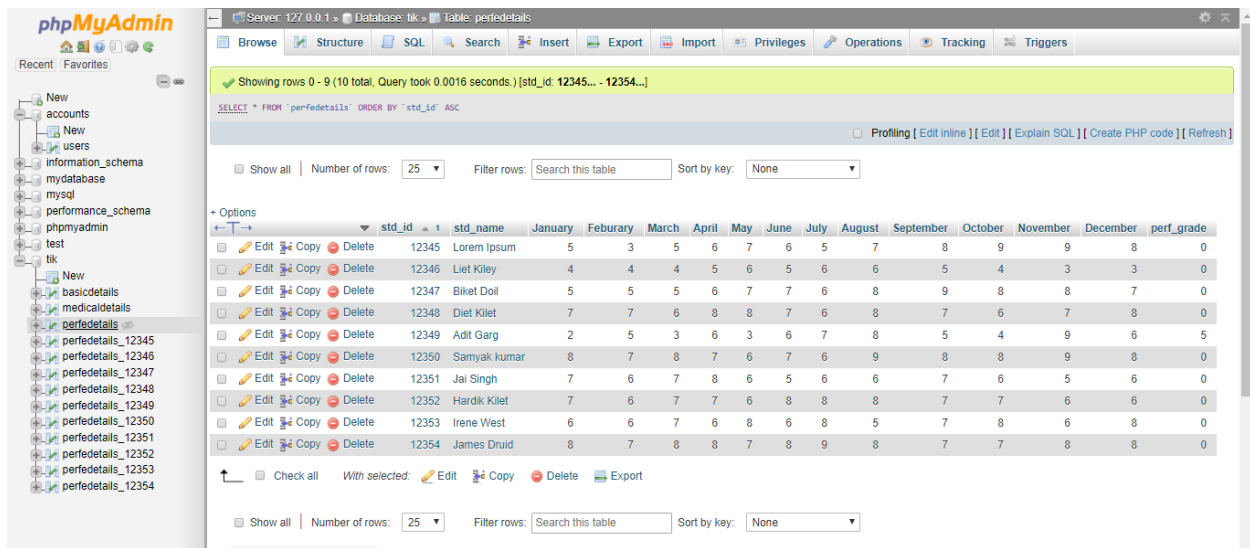 phpMyAdmin
Recent Favorites
New
accounts
New
users
information_schema
mydatabase
mysql
performance_schema
phpmyadmin
test
tik
New
basicdetails
medicaldetails
perfedetails
perfedetails_12345
perfedetails_12346
perfedetails_12347
perfedetails_12348
perfedetails_12349
perfedetails_12350
perfedetails_12351
perfedetails_12352
perfedetails_12353
perfedetails_12354
Server: 127.0.0.1 » Database: tik » Table: perfedetails
Browse Structure SQL Search Insert Export Import Privileges Operations Tracking Triggers
Showing rows 0 - 9 (10 total, Query took 0.0016 seconds.) [std_id: 12345... - 12354...]
SELECT * FROM `perfedetails` ORDER BY `std_id` ASC
Profiling [ Edit inline ] [ Edit ] [ Explain SQL ] [ Create PHP code ] [ Refresh ]
Show all | Number of rows: 25 Filter rows: Search this table Sort by key: None
+ Options
←T→ std_id 1 std_name January Feburary March April May June July August September October November December perf_grade
Edit Copy Delete 12345 Lorem Ipsum 5 3 5 6 7 6 5 7 8 9 9 8 0
Edit Copy Delete 12346 Liet Kiley 4 4 4 5 6 5 6 6 5 4 3 3 0
Edit Copy Delete 12347 Biket Doil 5 5 5 6 7 7 6 8 9 8 8 7 0
Edit Copy Delete 12348 Diet Kilet 7 7 6 8 8 7 6 8 7 6 7 8 0
Edit Copy Delete 12349 Adit Garg 2 5 3 6 3 6 7 8 5 4 9 6 5
Edit Copy Delete 12350 Samyak kumar 8 7 8 7 6 7 6 9 8 8 9 8 0
Edit Copy Delete 12351 Jai Singh 7 6 7 8 6 5 6 6 7 6 5 6 0
Edit Copy Delete 12352 Hardik Kilet 7 6 7 7 6 8 8 8 7 7 6 6 0
Edit Copy Delete 12353 Irene West 6 6 7 6 8 6 8 5 7 8 6 8 0
Edit Copy Delete 12354 James Druid 8 7 8 8 7 8 9 8 7 7 8 8 0
Check all With selected: Edit Copy Delete Export
Show all | Number of rows: 25 Filter rows: Search this table Sort by key: None